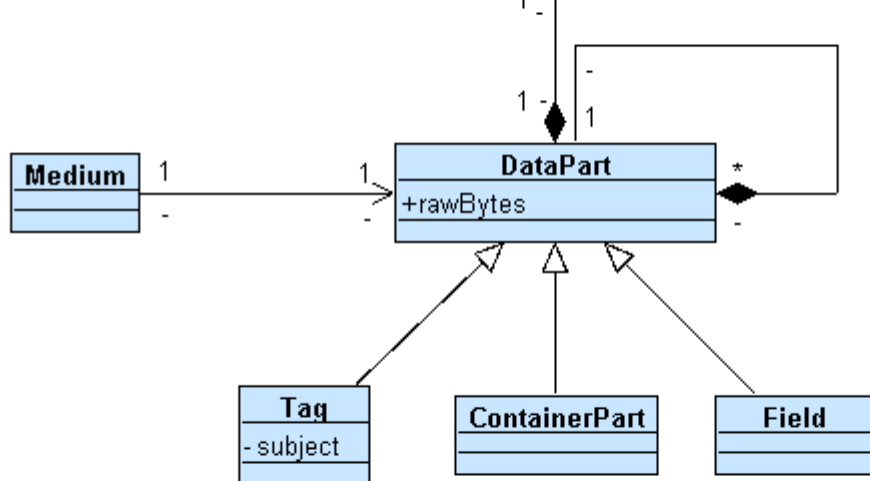 1
-
-
1 -
1
Medium
1
1
-
-
DataPart
+rawBytes
*
-
Tag
- subject
ContainerPart
Field